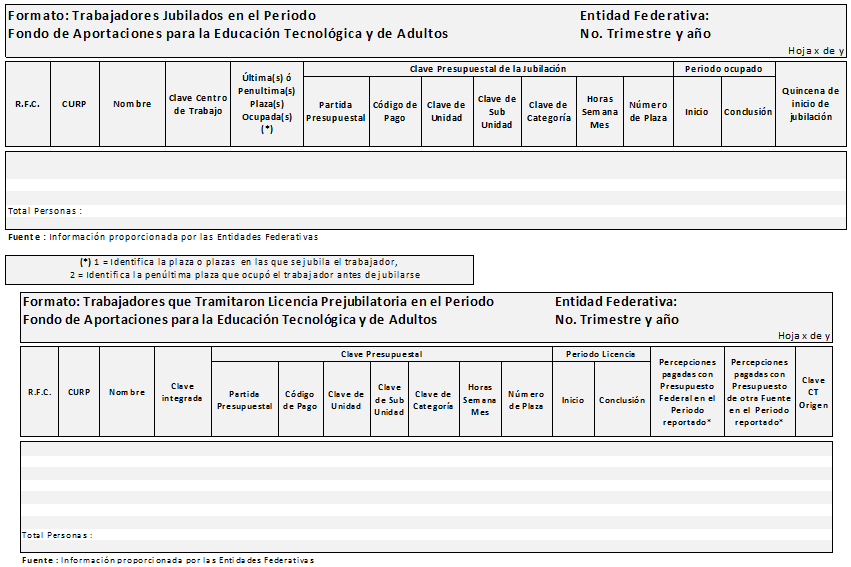 Formato: Trabajadores Jubilados en el Periodo
Entidad Federativa:
Fondo de Aportaciones para la Educación Tecnológica y de Adultos
No. Trimestre y año
Hoja x de y
R.F.C.
CURP
Nombre
Clave Centro
de Trabajo
Última(s) ó
Penultima(s)
Plaza(s)
Ocupada(s)
(*)
Clave Presupuestal de la Jubilación
Partida
Presupuestal
Código de
Pago
Clave de
Unidad
Clave de
Sub
Unidad
Clave de
Categoría
Horas
Semana
Mes
Número
de Plaza
Periodo ocupado
Inicio
Conclusión
Quincena de
inicio de
jubilación
Total Personas :
Fuente : Información proporcionada por las Entidades Federativas
(*) 1 = Identifica la plaza o plazas en las que se jubila el trabajador,
2 = Identifica la penúltima plaza que ocupó el trabajador antes de jubilarse
Formato: Trabajadores que Tramitaron Licencia Prejubilatoria en el Periodo
Entidad Federativa:
Fondo de Aportaciones para la Educación Tecnológica y de Adultos
No. Trimestre y año
Hoja x de y
R.F.C.
CURP
Nombre
Clave
integrada
Clave Presupuestal
Partida
Presupuestal
Código
de Pago
Clave de
Unidad
Clave
de Sub
Unidad
Clave de
Categoría
Horas
Semana
Mes
Número
de Plaza
Periodo Licencia
Inicio
Conclusión
Percepciones
pagadas con
Presupuesto
Federal en el
Periodo
reportado*
Percepciones
pagadas con
Presupuesto
de otra Fuente
en el Periodo
reportado*
Clave
CT
Origen
Total Personas :
Fuente : Información proporcionada por las Entidades Federativas